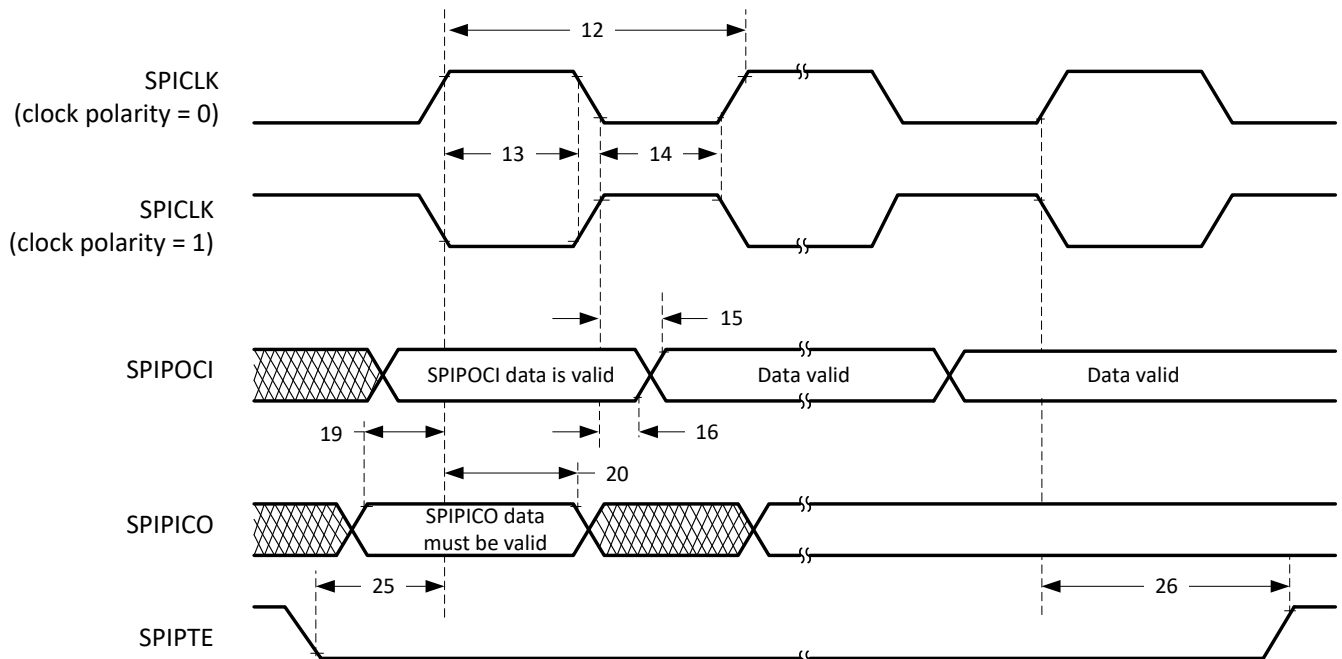 12
SPICLK
(clock polarity = 0)
13
14
SPICLK
(clock polarity = 1)
15
SPIPOCI
SPIPOCI data is valid
Data valid
Data valid
19
16
20
SPIPICO
SPIPICO data
must be valid
25
26
SPIPTE